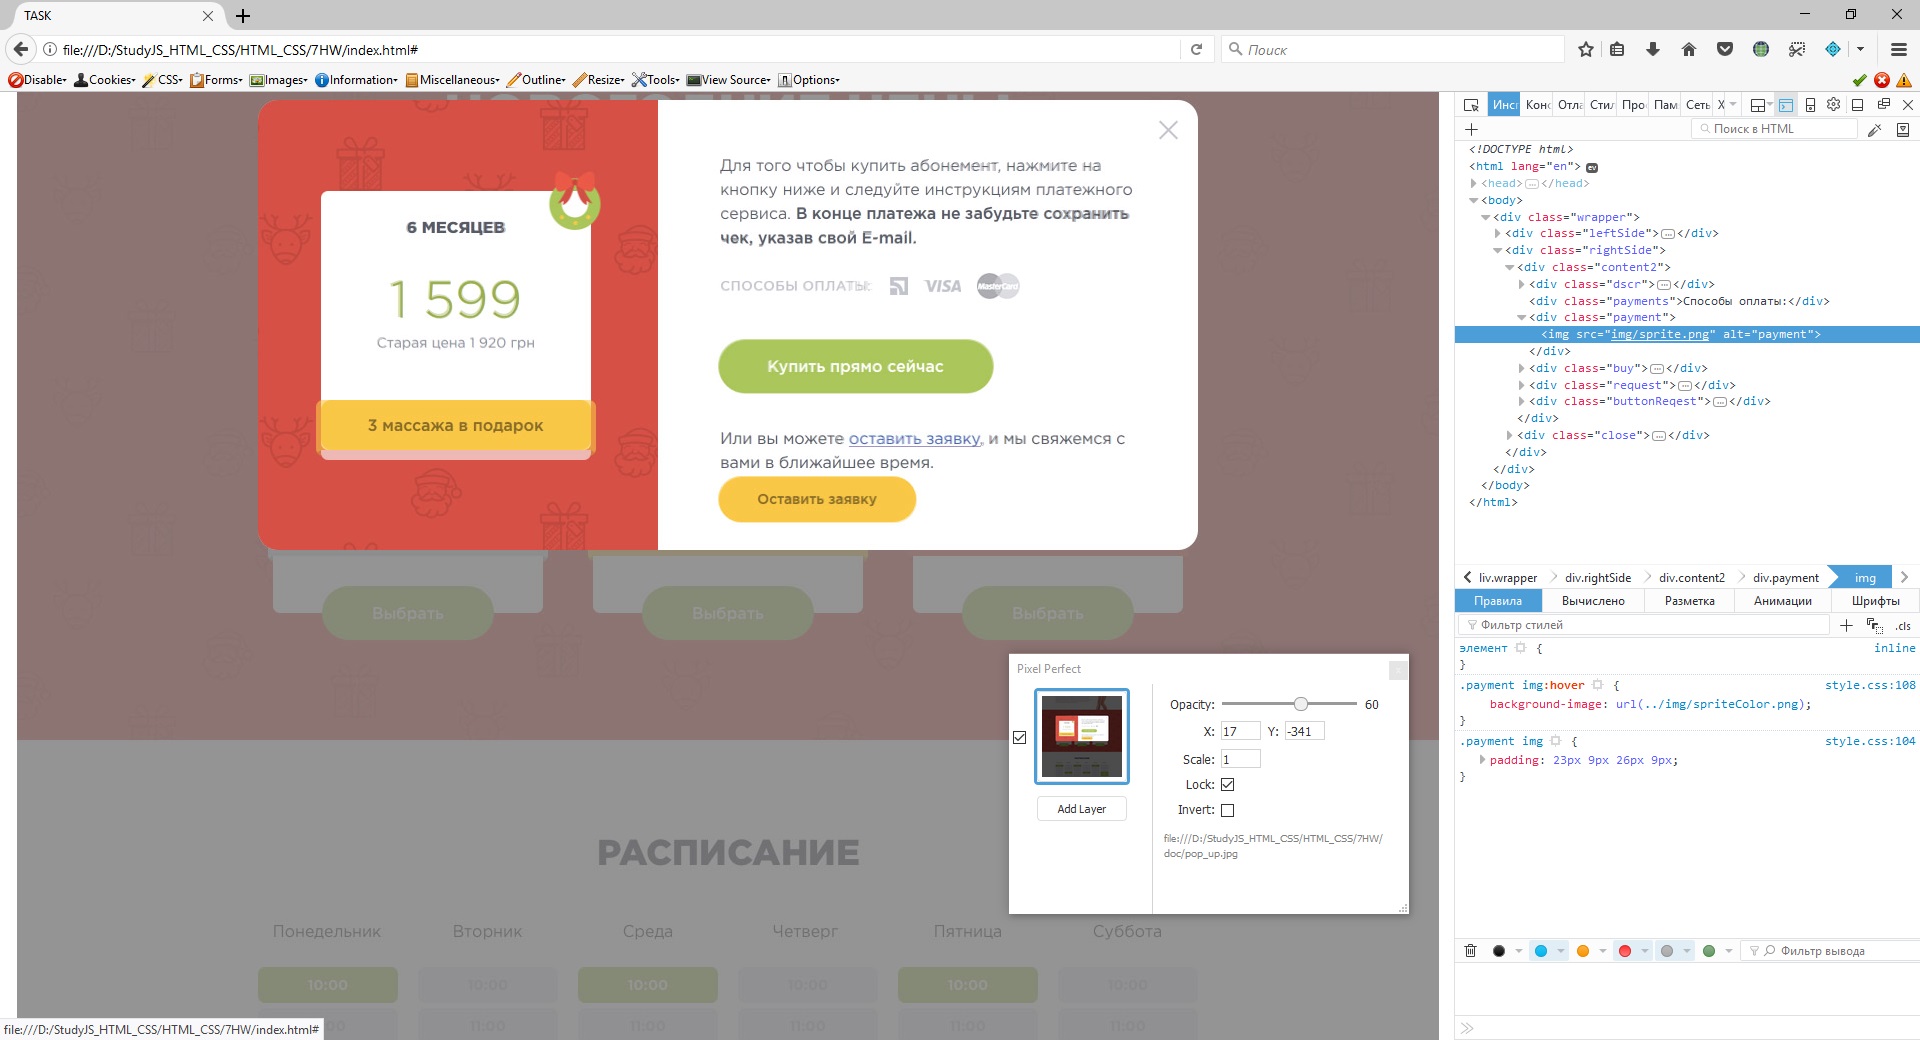 TASK
file:///D:/StudyJS_HTML_CSS/HTML_CSS/7HW/index.html#
Поиск
Disable Cookies CSS Forms Images Information Miscellaneous Outline Resize Tools View Source Options
6 МЕСЯЦЕВ
1 599
Старая цена 1 920 грн
3 массажа в подарок
Для того чтобы купить абонемент, нажмите на
кнопку ниже и следуйте инструкциям платежного
сервиса. В конце платежа не забудьте сохранить
чек, указав свой E-mail.
СПОСОБЫ ОПЛАТЫ:
VISA
MasterCard
Купить прямо сейчас
Или вы можете оставить заявку, и мы свяжемся с
вами в ближайшее время.
Оставить заявку
Выбрать Выбрать Выбрать
РАСПИСАНИЕ
Понедельник Вторник Среда Четверг Пятница Суббота
10:00 10:00 10:00 10:00 10:00 10:00
11:00 11:00 11:00 11:00 11:00
file:///D:/StudyJS_HTML_CSS/HTML_CSS/7HW/index.html#
Pixel Perfect
Opacity: 60
X: 17 Y: -341
Scale: 1
Lock:
Invert:
Add Layer
file:///D:/StudyJS_HTML_CSS/HTML_CSS/7HW/
doc/pop_up.jpg
Инсп Конс Отла Стил Про Пам Сеть Х
Поиск в HTML
<!DOCTYPE html>
<html lang="en"> ev
<head></head>
<body>
<div class="wrapper">
<div class="leftSide"></div>
<div class="rightSide">
<div class="content2">
<div class="dscr"></div>
<div class="payments">Способы оплаты:</div>
<div class="payment">
<img src="img/sprite.png" alt="payment">
</div>
<div class="buy"></div>
<div class="request"></div>
<div class="buttonReqest"></div>
</div>
<div class="close"></div>
</div>
</div>
</body>
</html>
liv.wrapper div.rightSide div.content2 div.payment img
Правила Вычислено Разметка Анимации Шрифты
Фильтр стилей .cls
элемент { inline
}
.payment img:hover { style.css:108
background-image: url(../img/spriteColor.png);
}
.payment img { style.css:104
padding: 23px 9px 26px 9px;
}
Фильтр вывода